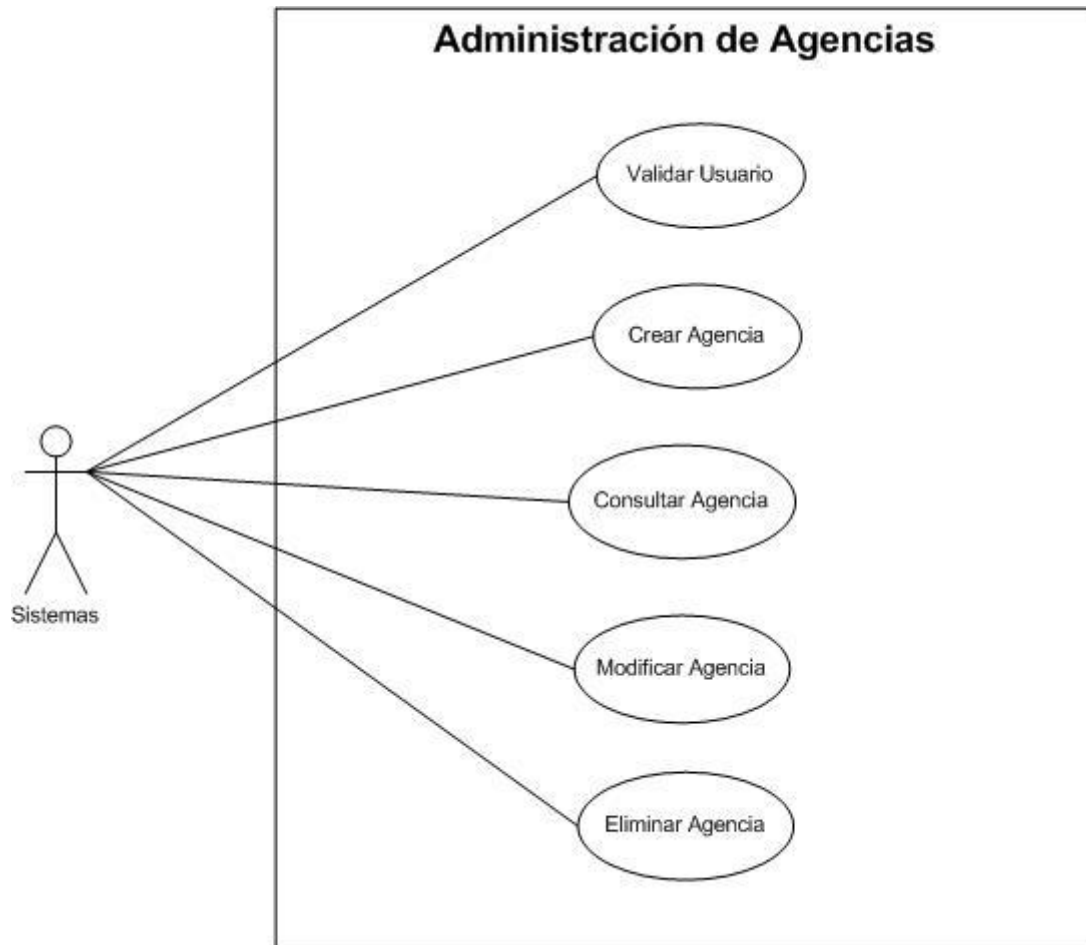 Administración de Agencias
Validar Usuario
Crear Agencia
Consultar Agencia
Sistemas
Modificar Agencia
Eliminar Agencia